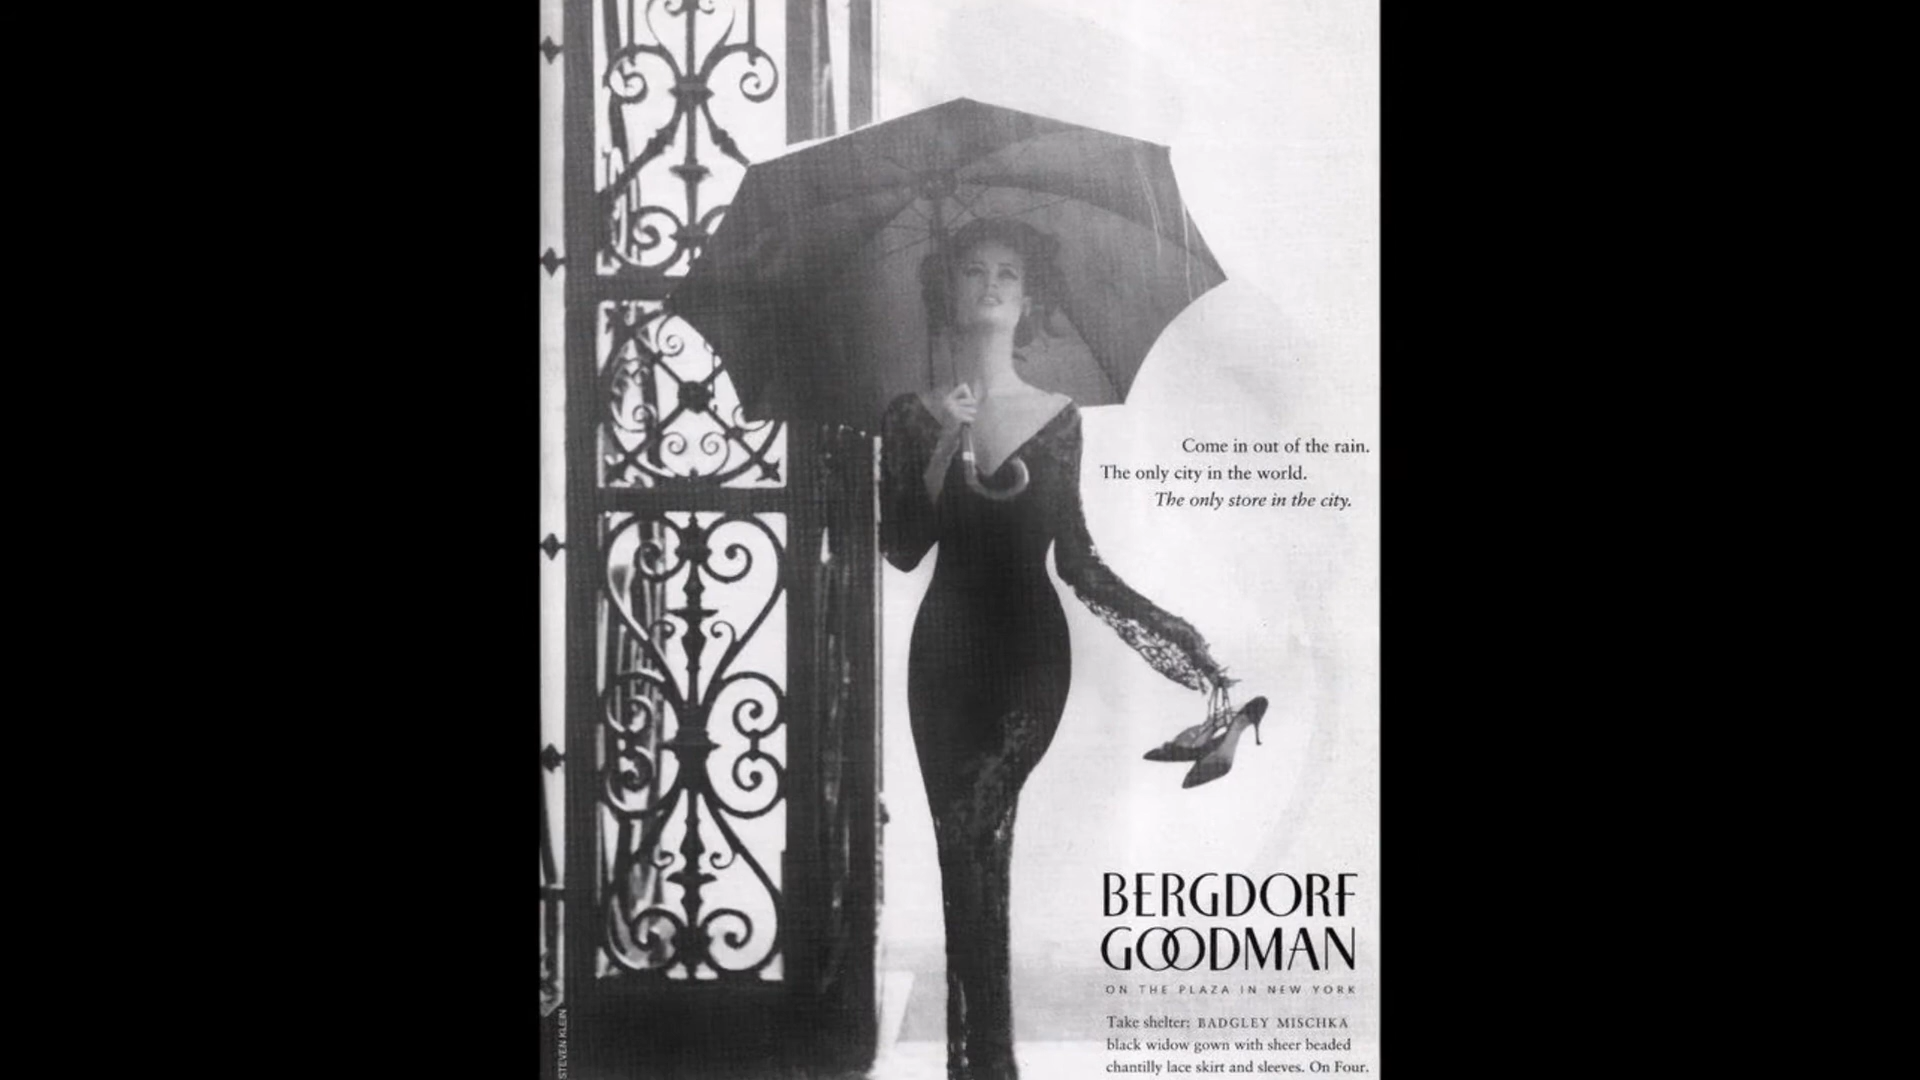 Come in out of the rain.
The only city in the world.
The only store in the city.
BERGDORF
GOODMAN
ON THE PLAZA IN NEW YORK
Take shelter: BADGLEY MISCHKA
black widow gown with sheer beaded
chantilly lace skirt and sleeves. On Four.
STEVEN KLEIN